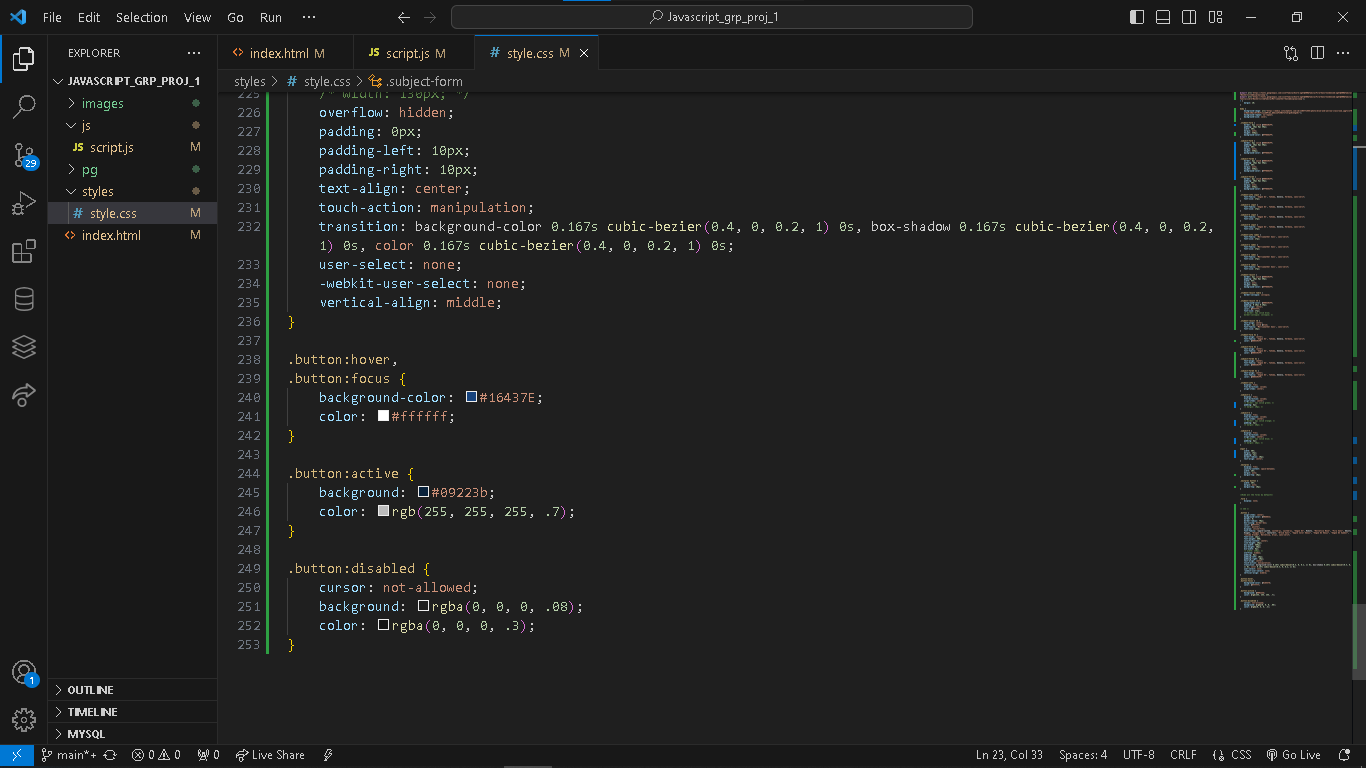 File Edit Selection View Go Run ··· Javascript_grp_proj_1
EXPLORER ···
JAVASCRIPT_GRP_PROJ_1
images
js
JS script.js M
pg
styles
# style.css M
index.html M
OUTLINE
TIMELINE
MYSQL
29
1
index.html M JS script.js M # style.css M
styles > # style.css > .subject-form
225 /* width: 130px; */
226 overflow: hidden;
227 padding: 0px;
228 padding-left: 10px;
229 padding-right: 10px;
230 text-align: center;
231 touch-action: manipulation;
232 transition: background-color 0.167s cubic-bezier(0.4, 0, 0.2, 1) 0s, box-shadow 0.167s cubic-bezier(0.4, 0, 0.2,
1) 0s, color 0.167s cubic-bezier(0.4, 0, 0.2, 1) 0s;
233 user-select: none;
234 -webkit-user-select: none;
235 vertical-align: middle;
236 }
237
238 .button:hover,
239 .button:focus {
240 background-color: #16437E;
241 color: #ffffff;
242 }
243
244 .button:active {
245 background: #09223b;
246 color: rgb(255, 255, 255, .7);
247 }
248
249 .button:disabled {
250 cursor: not-allowed;
251 background: rgba(0, 0, 0, .08);
252 color: rgba(0, 0, 0, .3);
253 }
main*+ 0 0 0 Live Share Ln 23, Col 33 Spaces: 4 UTF-8 CRLF {} CSS Go Live